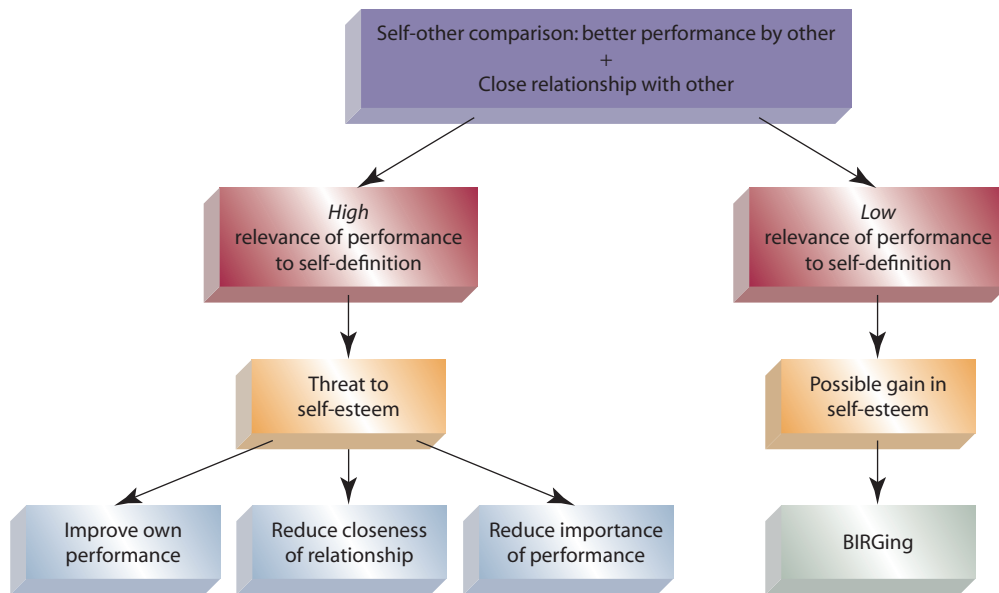 Self-other comparison: better performance by other
+
Close relationship with other
High
relevance of performance
to self-definition
Low
relevance of performance
to self-definition
Threat to
self-esteem
Possible gain in
self-esteem
Improve own
performance
Reduce closeness
of relationship
Reduce importance
of performance
BIRGing